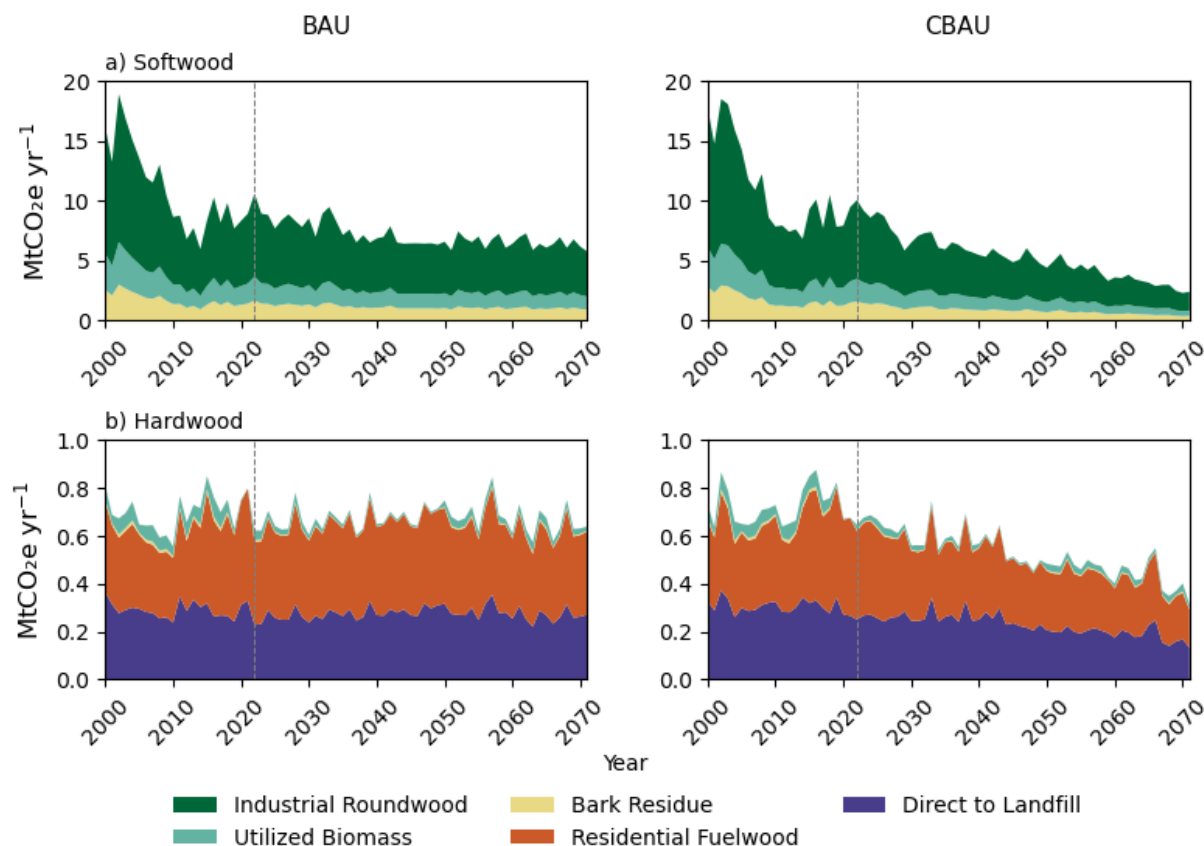 BAU CBAU
a) Softwood
MtCO₂e yr⁻¹
20
15
10
5
0
2000 2010 2020 2030 2040 2050 2060 2070
20
15
10
5
0
2000 2010 2020 2030 2040 2050 2060 2070
b) Hardwood
MtCO₂e yr⁻¹
1.0
0.8
0.6
0.4
0.2
0.0
2000 2010 2020 2030 2040 2050 2060 2070
1.0
0.8
0.6
0.4
0.2
0.0
2000 2010 2020 2030 2040 2050 2060 2070
Year
Industrial Roundwood Bark Residue Direct to Landfill
Utilized Biomass Residential Fuelwood